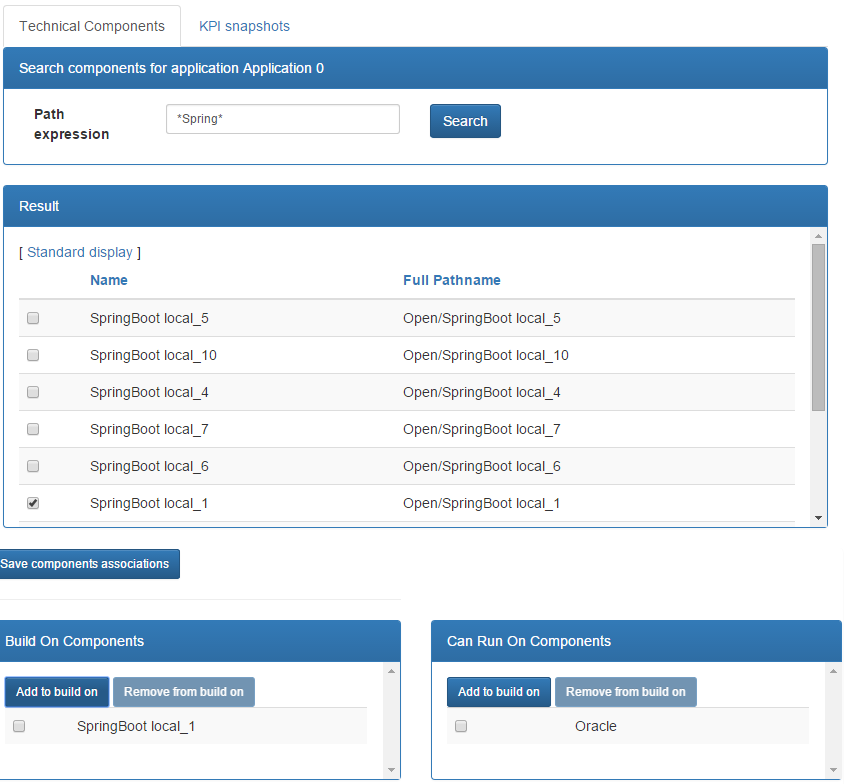 Technical Components KPI snapshots
Search components for application Application 0
Path
expression
*Spring*
Search
Result
[ Standard display ]
Name Full Pathname
SpringBoot local_5 Open/SpringBoot local_5
SpringBoot local_10 Open/SpringBoot local_10
SpringBoot local_4 Open/SpringBoot local_4
SpringBoot local_7 Open/SpringBoot local_7
SpringBoot local_6 Open/SpringBoot local_6
SpringBoot local_1 Open/SpringBoot local_1
Save components associations
Build On Components
Add to build on Remove from build on
SpringBoot local_1
Can Run On Components
Add to build on Remove from build on
Oracle